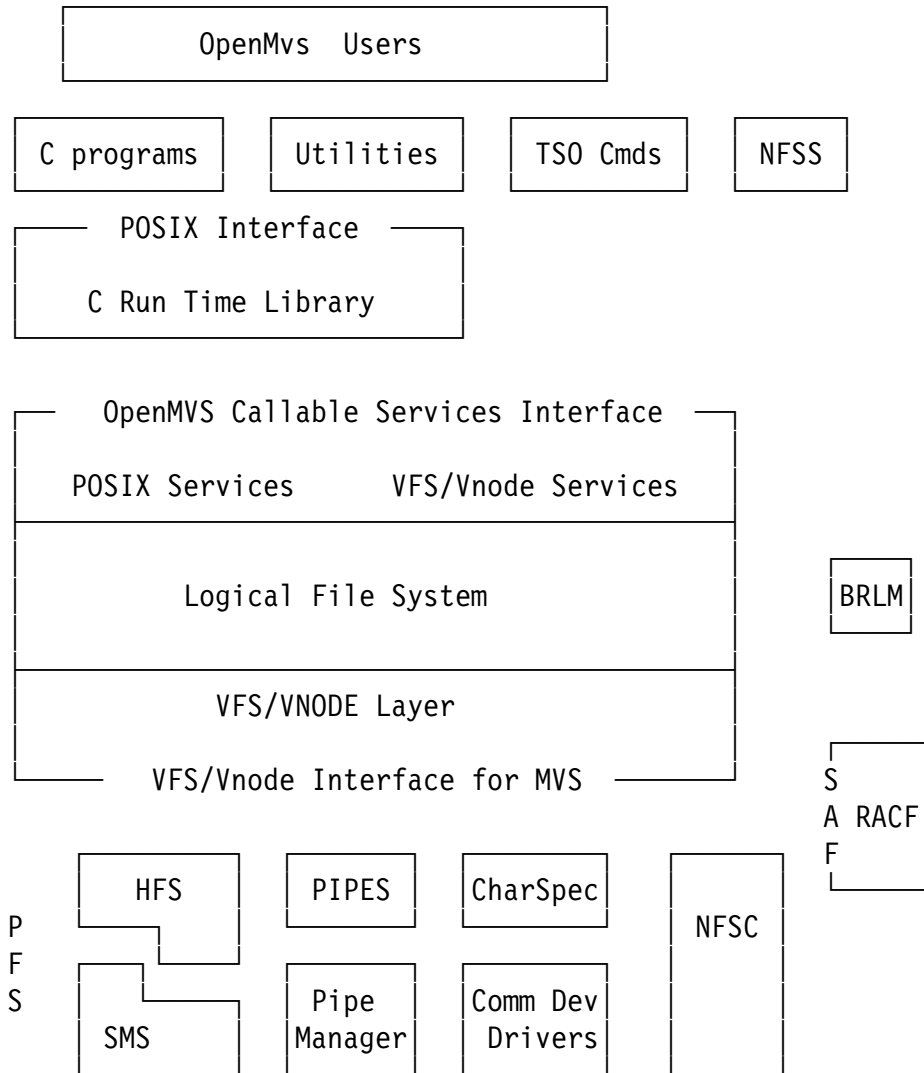 OpenMvs Users
C programs Utilities TSO Cmds NFSS
POSIX Interface
C Run Time Library
OpenMVS Callable Services Interface
POSIX Services VFS/Vnode Services
Logical File System
BRLM
VFS/VNODE Layer
VFS/Vnode Interface for MVS
SAF
RACF
HFS PIPES CharSpec
NFSC
PFS
SMS
Pipe
Manager
Comm Dev
Drivers